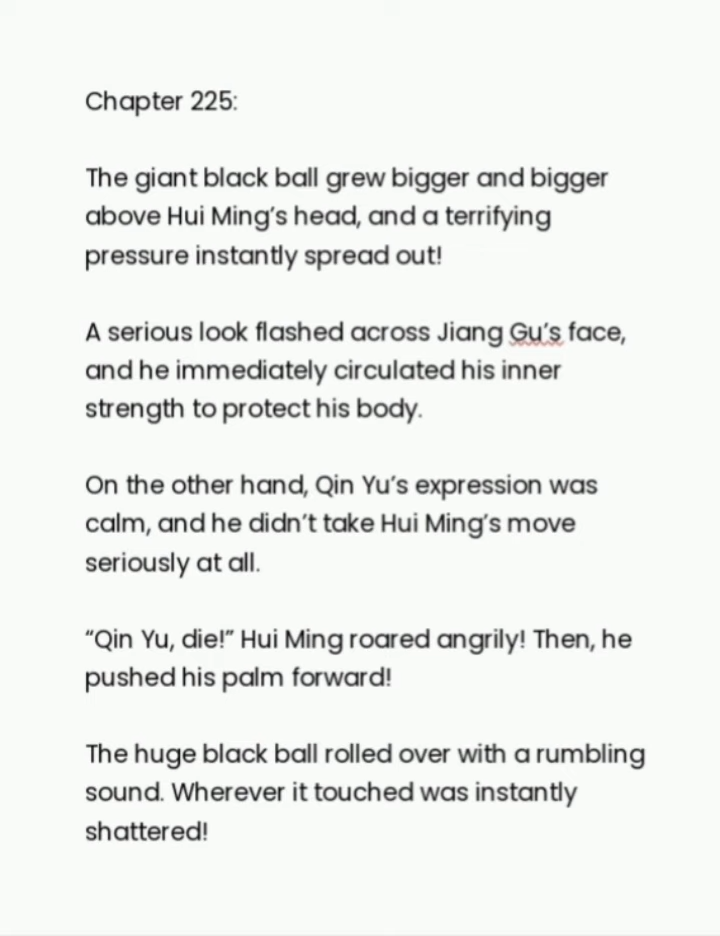 Chapter 225:
The giant black ball grew bigger and bigger
above Hui Ming’s head, and a terrifying
pressure instantly spread out!
A serious look flashed across Jiang Gu’s face,
and he immediately circulated his inner
strength to protect his body.
On the other hand, Qin Yu’s expression was
calm, and he didn’t take Hui Ming’s move
seriously at all.
“Qin Yu, die!” Hui Ming roared angrily! Then, he
pushed his palm forward!
The huge black ball rolled over with a rumbling
sound. Wherever it touched was instantly
shattered!